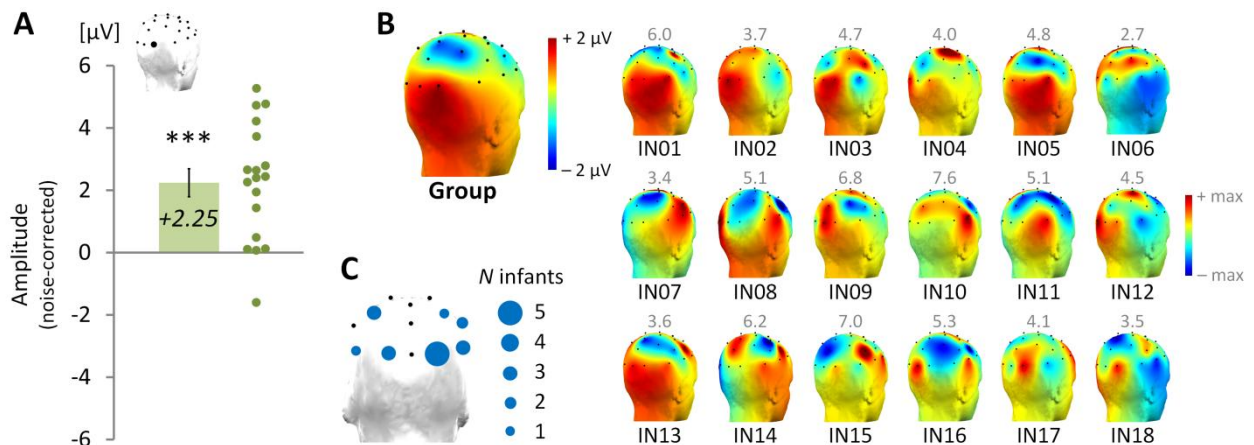 A
[µV]
6
4
2
0
-2
-4
-6
Amplitude
(noise-corrected)
***
+2.25
B
+ 2 µV
– 2 µV
Group
6.0 3.7 4.7 4.0 4.8 2.7
IN01 IN02 IN03 IN04 IN05 IN06
3.4 5.1 6.8 7.6 5.1 4.5
IN07 IN08 IN09 IN10 IN11 IN12
3.6 6.2 7.0 5.3 4.1 3.5
IN13 IN14 IN15 IN16 IN17 IN18
+ max
– max
C
N infants
5
4
3
2
1